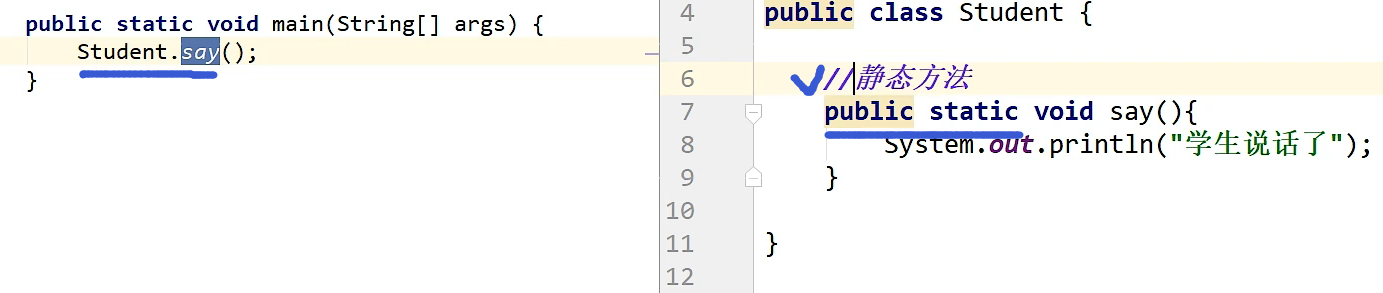 public static void main(String[] args) {
Student.say();
}
4 public class Student {
5
6 //静态方法
7 public static void say(){
8 System.out.println("学生说话了");
9 }
10
11 }
12